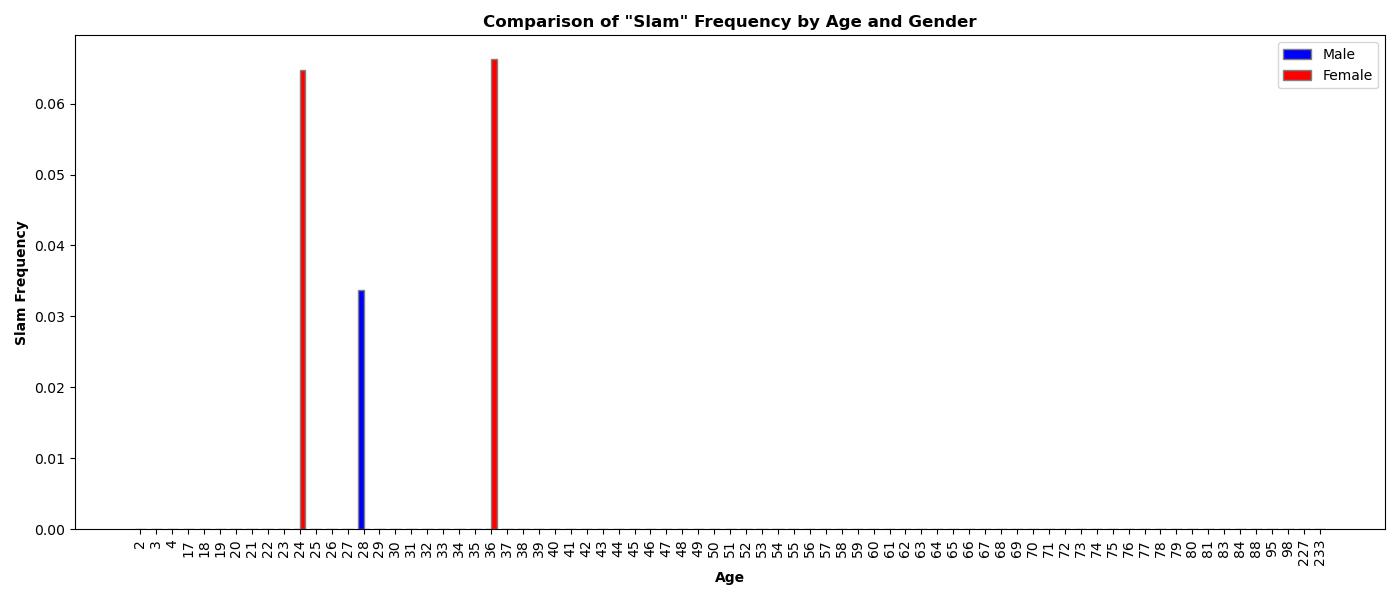 Comparison of "Slam" Frequency by Age and Gender
Male
Female
0.06
0.05
0.04
0.03
0.02
0.01
0.00
Slam Frequency
2 3 4 17 18 19 20 21 22 23 24 25 26 27 28 29 30 31 32 33 34 35 36 37 38 39 40 41 42 43 44 45 46 47 48 49 50 51 52 53 54 55 56 57 58 59 60 61 62 63 64 65 66 67 68 69 70 71 72 73 74 75 76 77 78 79 80 81 83 84 88 95 98 227 233
Age